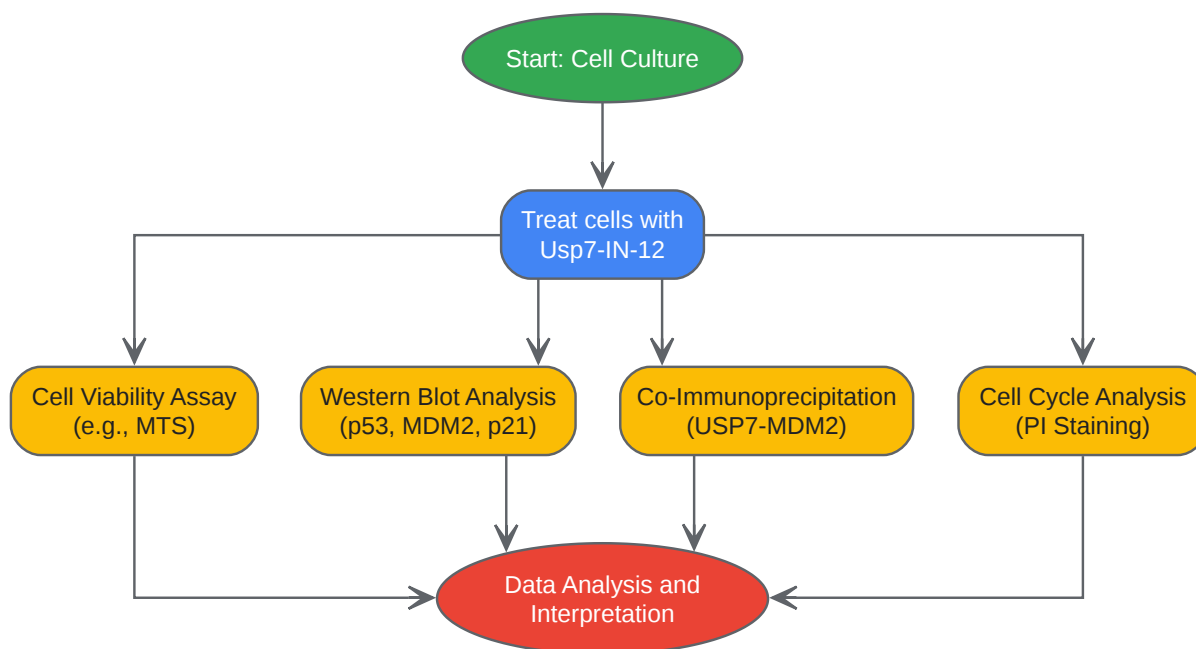 Start: Cell Culture
Treat cells with
Usp7-IN-12
Cell Viability Assay
(e.g., MTS)
Western Blot Analysis
(p53, MDM2, p21)
Co-Immunoprecipitation
(USP7-MDM2)
Cell Cycle Analysis
(PI Staining)
Data Analysis and
Interpretation